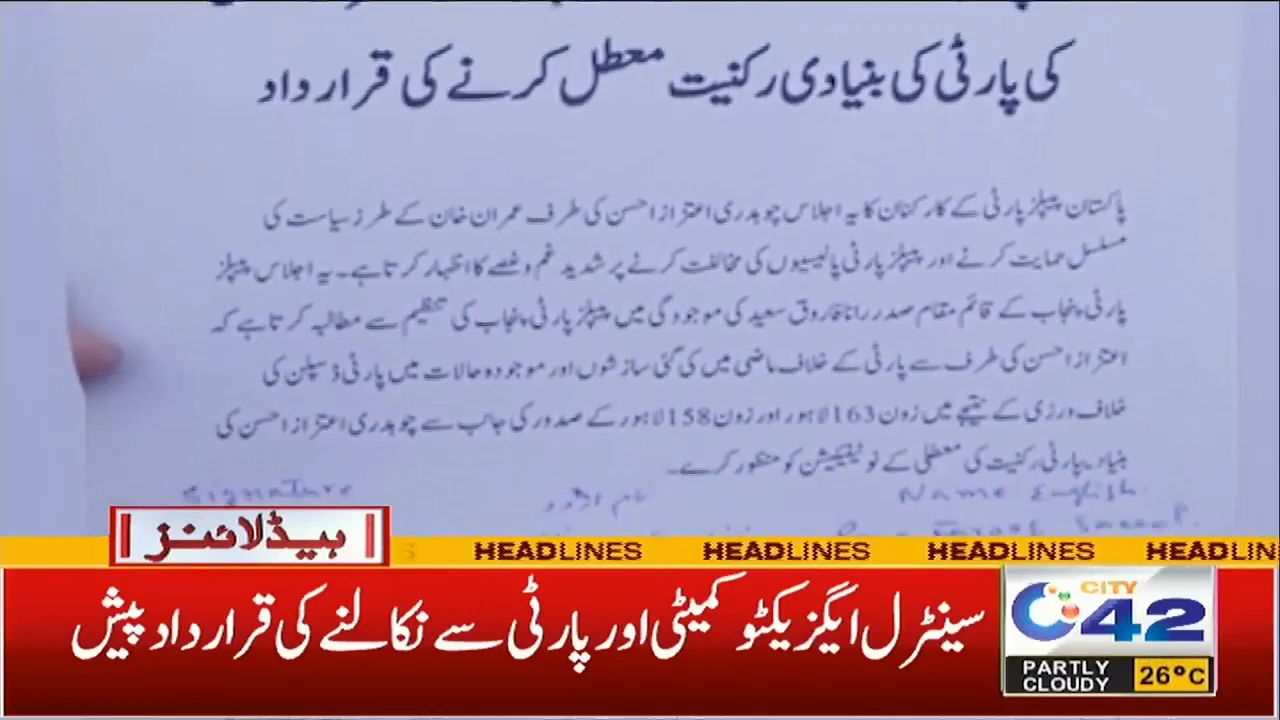 کی پارٹی کی بنیادی رکنیت معطل کرنے کی قرارداد
پاکستان پیپلز پارٹی کے کارکنان کا یہ اجلاس چوہدری اعتزاز احسن کی طرف عمران خان کے طرز سیاست کی
مسلسل حمایت کرنے اور پیپلز پارٹی پالیسیوں کی مخالفت کرنے پر شدید غم و غصے کا اظہار کرتا ہے۔ یہ اجلاس پیپلز
پارٹی پنجاب کے قائم مقام صدر رانا فاروق سعید کی موجودگی میں پیپلز پارٹی پنجاب کی تنظیم سے مطالبہ کرتا ہے کہ
اعتزاز احسن کی طرف سے پارٹی کے خلاف ماضی میں کی گئی سازشوں اور موجودہ حالات میں پارٹی ڈسپلن کی
خلاف ورزی کے نتیجے میں زون 163 لاہور اور زون 158 لاہور کے صدور کی جانب سے چوہدری اعتزاز احسن کی
بنیاد پارٹی رکنیت کی معطلی کے نوٹیفکیشن کو منظور کرے۔
Name English نام اردو Signature
ہیڈلائنز
HEADLINES HEADLINES HEADLINES HEADLIN
سینٹرل ایگزیکٹو کمیٹی اور پارٹی سے نکالنے کی قرارداد پیش
CITY
42
PARTLY
CLOUDY
26°C